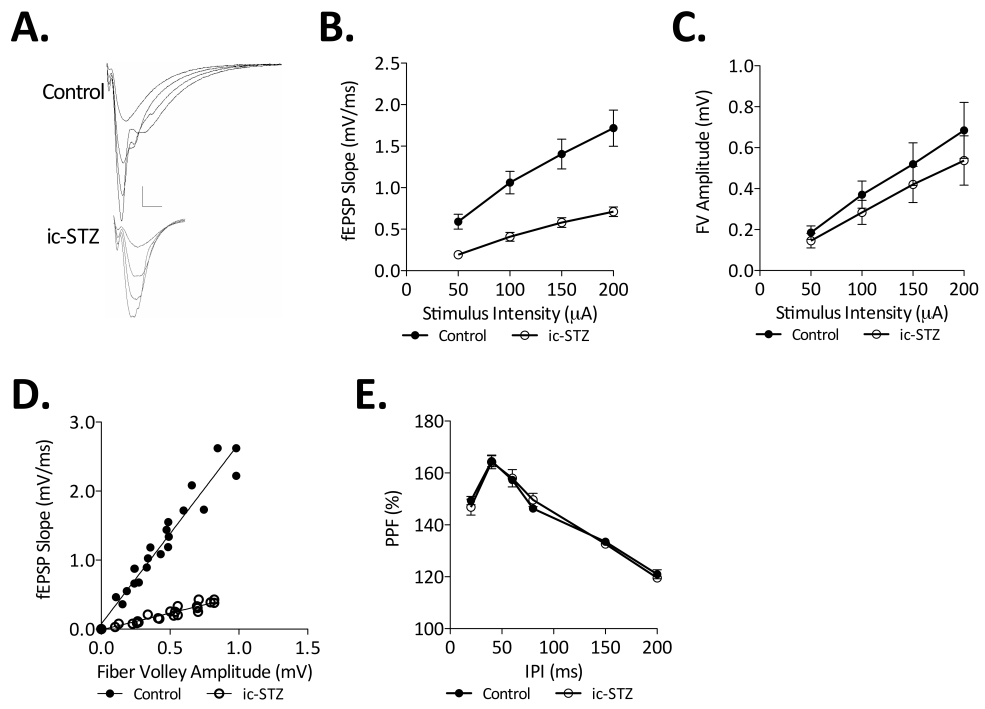 A.
Control
ic-STZ
B.
fEPSP Slope (mV/ms)
2.5
2.0
1.5
1.0
0.5
0.0
0 50 100 150 200
Stimulus Intensity (μA)
Control ic-STZ
C.
FV Amplitude (mV)
1.0
0.8
0.6
0.4
0.2
0.0
0 50 100 150 200
Stimulus Intensity (μA)
Control ic-STZ
D.
fEPSP Slope (mV/ms)
3.0
2.0
1.0
0.0
0.0 0.5 1.0 1.5
Fiber Volley Amplitude (mV)
Control ic-STZ
E.
PPF (%)
180
160
140
120
100
0 50 100 150 200
IPI (ms)
Control ic-STZ